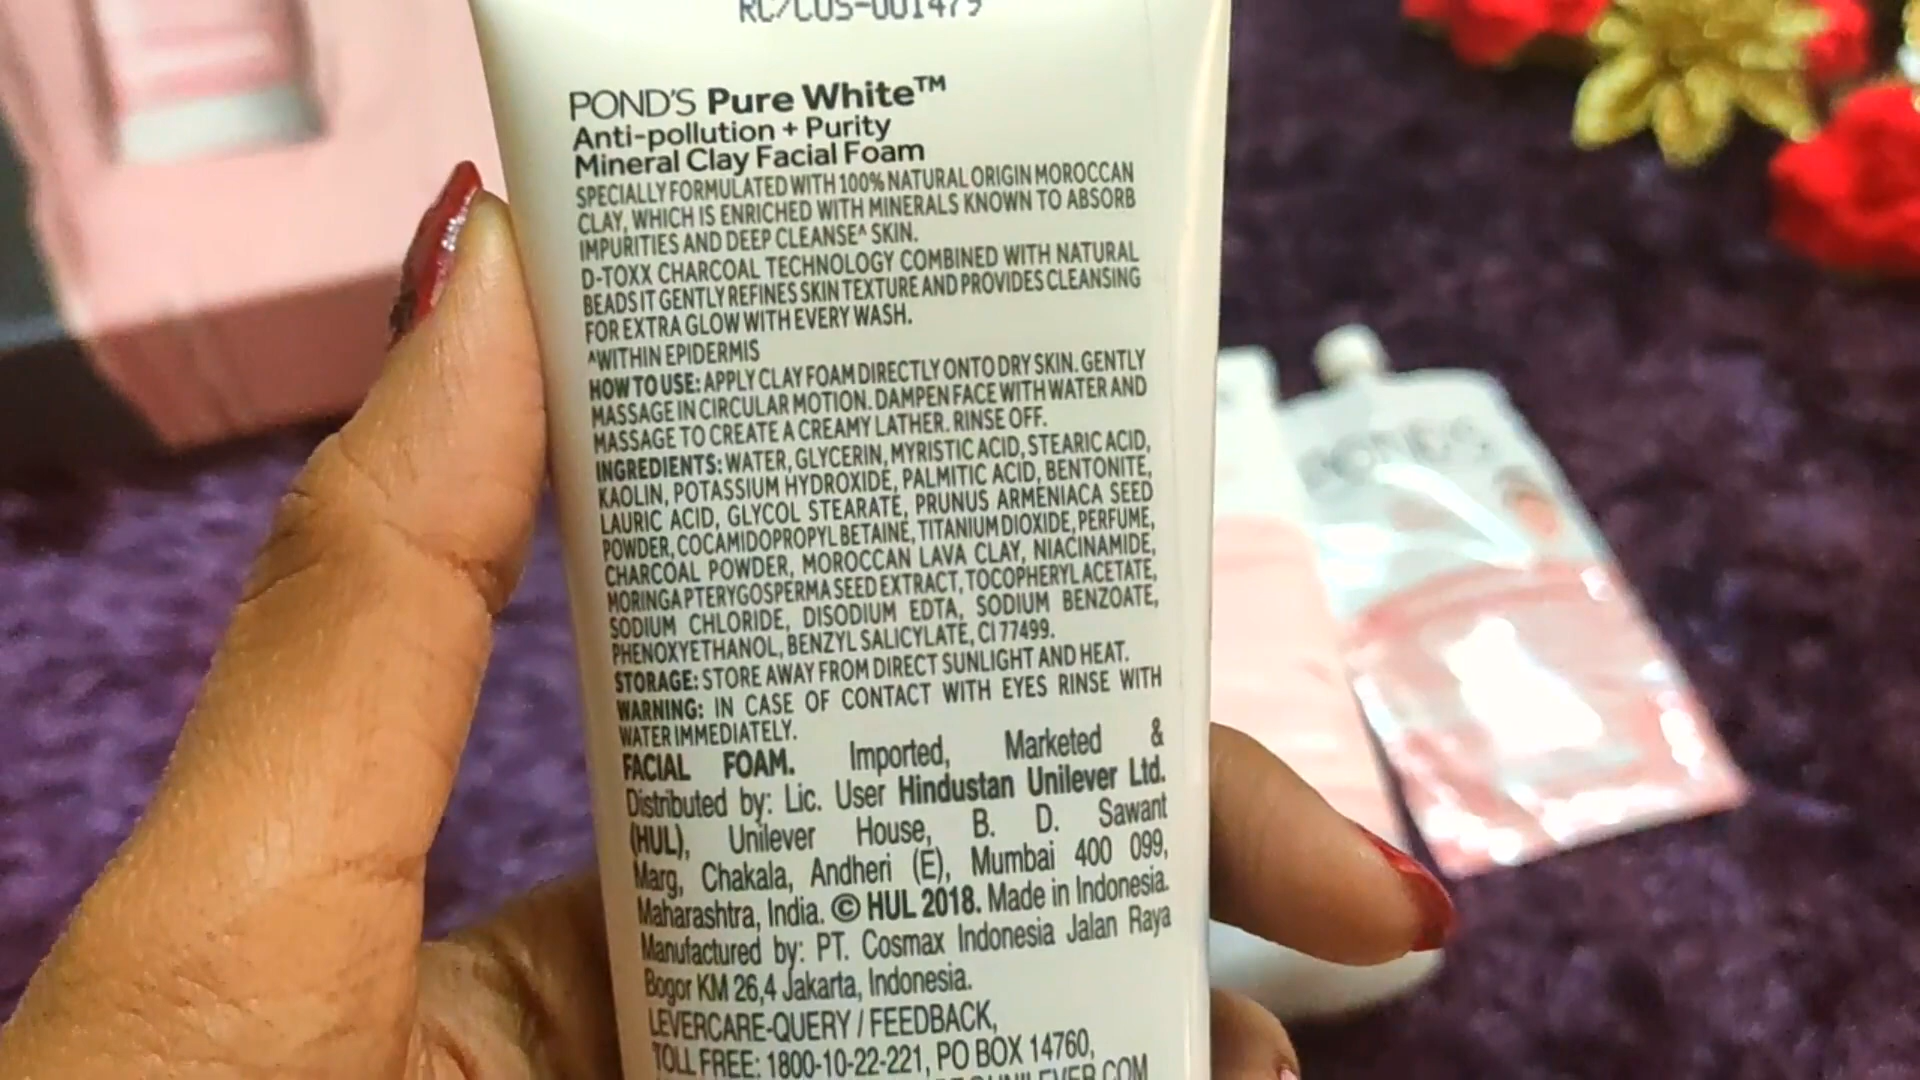 RC/COS-001479
POND'S Pure White™
Anti-pollution + Purity
Mineral Clay Facial Foam
SPECIALLY FORMULATED WITH 100% NATURAL ORIGIN MOROCCAN
CLAY, WHICH IS ENRICHED WITH MINERALS KNOWN TO ABSORB
IMPURITIES AND DEEP CLEANSE^ SKIN.
D-TOXX CHARCOAL TECHNOLOGY COMBINED WITH NATURAL
BEADS IT GENTLY REFINES SKIN TEXTURE AND PROVIDES CLEANSING
FOR EXTRA GLOW WITH EVERY WASH.
^WITHIN EPIDERMIS
HOW TO USE: APPLY CLAY FOAM DIRECTLY ONTO DRY SKIN. GENTLY
MASSAGE IN CIRCULAR MOTION. DAMPEN FACE WITH WATER AND
MASSAGE TO CREATE A CREAMY LATHER. RINSE OFF.
INGREDIENTS: WATER, GLYCERIN, MYRISTIC ACID, STEARIC ACID,
KAOLIN, POTASSIUM HYDROXIDE, PALMITIC ACID, BENTONITE,
LAURIC ACID, GLYCOL STEARATE, PRUNUS ARMENIACA SEED
POWDER, COCAMIDOPROPYL BETAINE, TITANIUM DIOXIDE, PERFUME,
CHARCOAL POWDER, MOROCCAN LAVA CLAY, NIACINAMIDE,
MORINGA PTERYGOSPERMA SEED EXTRACT, TOCOPHERYL ACETATE,
SODIUM CHLORIDE, DISODIUM EDTA, SODIUM BENZOATE,
PHENOXYETHANOL, BENZYL SALICYLATE, CI 77499.
STORAGE: STORE AWAY FROM DIRECT SUNLIGHT AND HEAT.
WARNING: IN CASE OF CONTACT WITH EYES RINSE WITH
WATER IMMEDIATELY.
FACIAL FOAM. Imported, Marketed &
Distributed by: Lic. User Hindustan Unilever Ltd.
(HUL), Unilever House, B. D. Sawant
Marg, Chakala, Andheri (E), Mumbai 400 099,
Maharashtra, India. © HUL 2018. Made in Indonesia.
Manufactured by: PT. Cosmax Indonesia Jalan Raya
Bogor KM 26,4 Jakarta, Indonesia.
LEVERCARE-QUERY / FEEDBACK,
TOLL FREE: 1800-10-22-221, PO BOX 14760,
UNILEVER.COM
POND'S